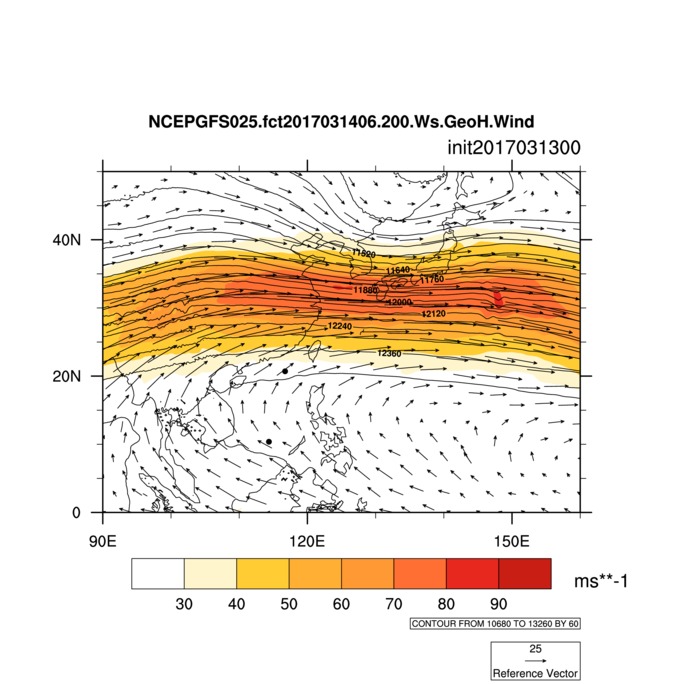 NCEPGFS025.fct2017031406.200.Ws.GeoH.Wind
init2017031300
40N
20N
0
11520
11640
11760
11880
12000
12120
12240
12360
90E 120E 150E
30 40 50 60 70 80 90
ms**-1
CONTOUR FROM 10680 TO 13260 BY 60
25
Reference Vector